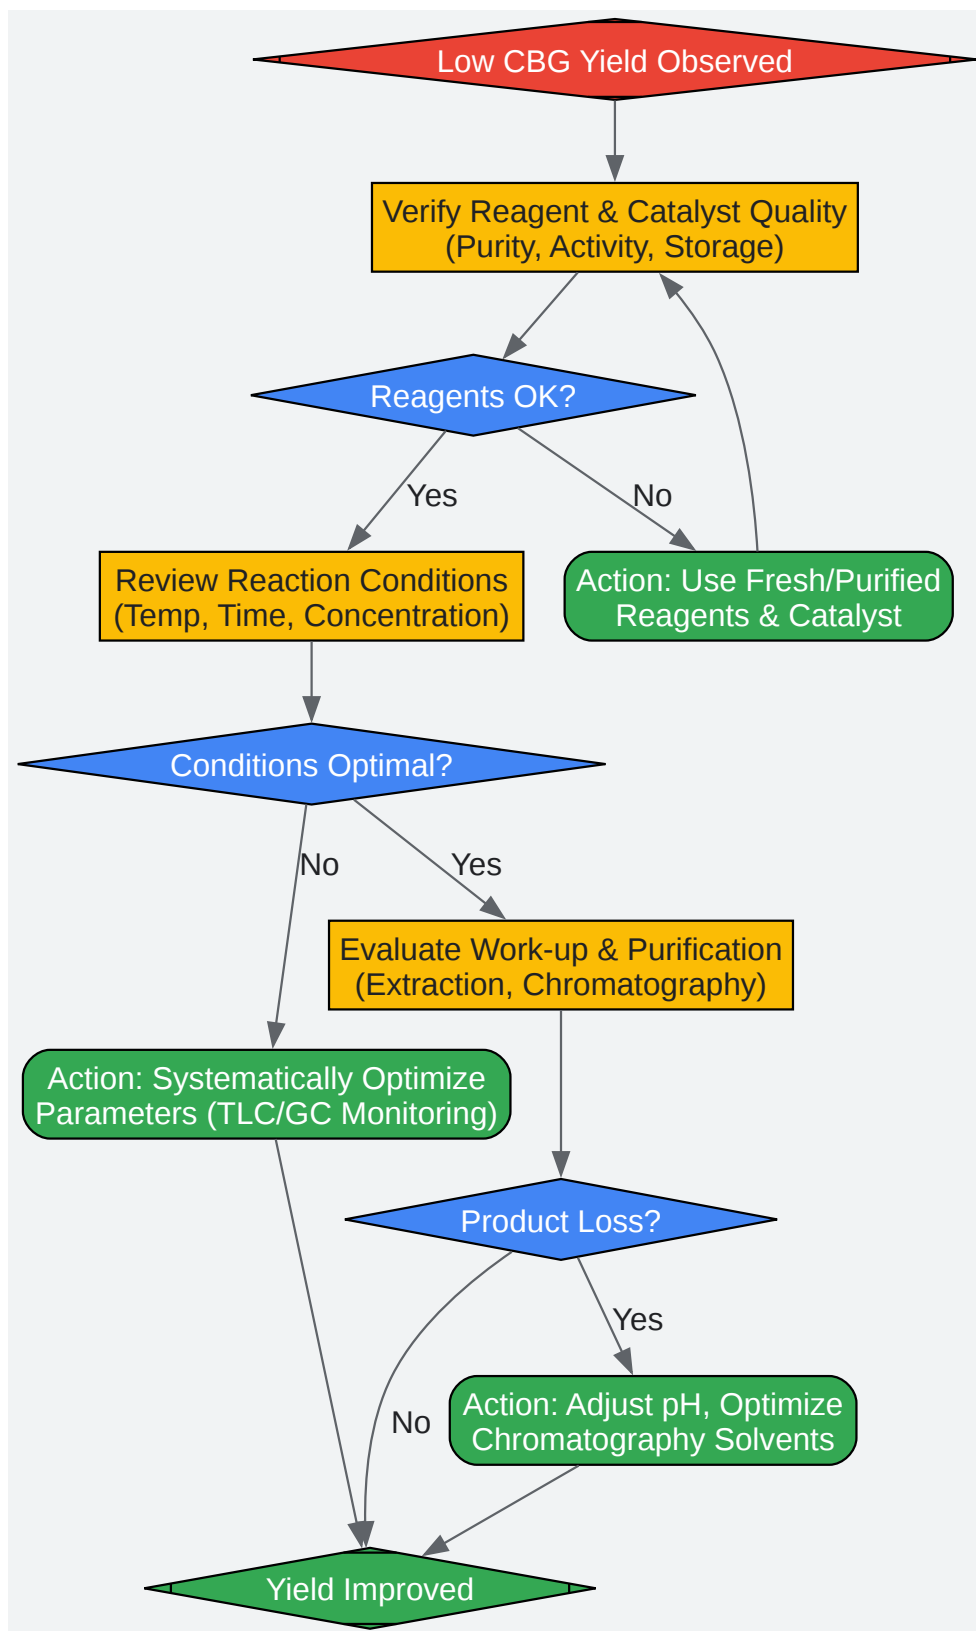 Low CBG Yield Observed
Verify Reagent & Catalyst Quality
(Purity, Activity, Storage)
Reagents OK?
Yes
No
Review Reaction Conditions
(Temp, Time, Concentration)
Action: Use Fresh/Purified
Reagents & Catalyst
Conditions Optimal?
No
Yes
Evaluate Work-up & Purification
(Extraction, Chromatography)
Action: Systematically Optimize
Parameters (TLC/GC Monitoring)
Product Loss?
Yes
No
Action: Adjust pH, Optimize
Chromatography Solvents
Yield Improved